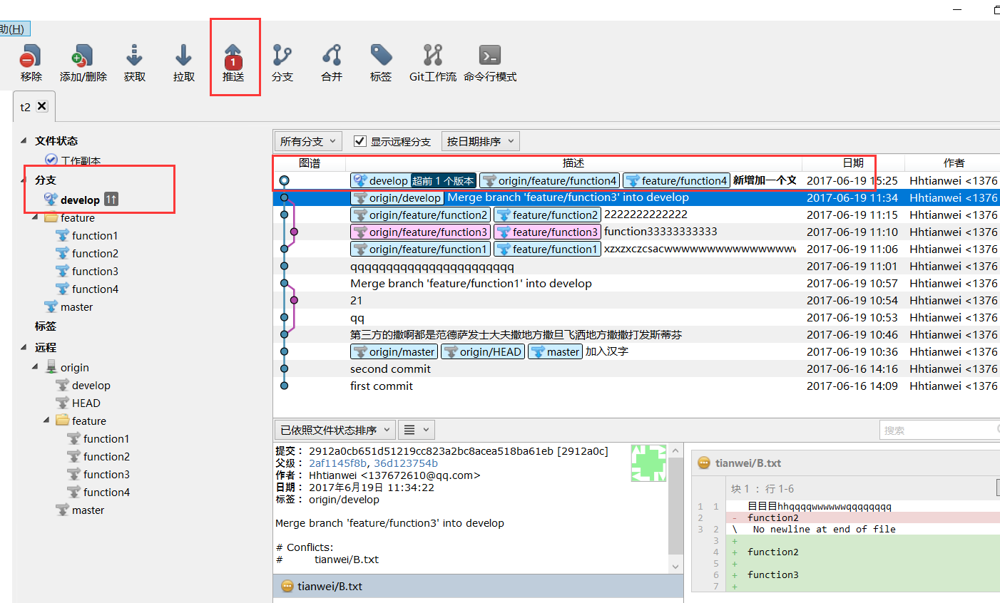 助(H)
移除 添加/删除 获取 拉取 1 推送 分支 合并 标签 Git工作流 命令行模式
t2
文件状态
工作副本
分支
develop 1↑
feature
function1
function2
function3
function4
master
标签
远程
origin
develop
HEAD
feature
function1
function2
function3
function4
master
所有分支 显示远程分支 按日期排序
图谱 描述 日期 作者
develop 超前 1 个版本 origin/feature/function4 feature/function4 新增加一个文 2017-06-19 15:25 Hhtianwei <1376
origin/develop Merge branch 'feature/function3' into develop 2017-06-19 11:34 Hhtianwei <1376
origin/feature/function2 feature/function2 2222222222222 2017-06-19 11:15 Hhtianwei <1376
origin/feature/function3 feature/function3 function33333333333 2017-06-19 11:10 Hhtianwei <1376
origin/feature/function1 feature/function1 xzxzxczcsacwwwwwwwwwwwwwwwww 2017-06-19 11:06 Hhtianwei <1376
qqqqqqqqqqqqqqqqqqqqqqq 2017-06-19 11:01 Hhtianwei <1376
Merge branch 'feature/function1' into develop 2017-06-19 10:57 Hhtianwei <1376
21 2017-06-19 10:54 Hhtianwei <1376
qq 2017-06-19 10:53 Hhtianwei <1376
第三方的撒啊都是范德萨发士大夫撒地方撒旦飞洒地方撒撒打发斯蒂芬 2017-06-19 10:46 Hhtianwei <1376
origin/master origin/HEAD master 加入汉字 2017-06-19 10:36 Hhtianwei <1376
second commit 2017-06-16 14:16 Hhtianwei <1376
first commit 2017-06-16 14:09 Hhtianwei <1376
已依照文件状态排序 搜索
提交： 2912a0cb651d51219cc823a2bc8acea518ba61eb [2912a0c]
父级： 2af1145f8b, 36d123754b
作者： Hhtianwei <137672610@qq.com>
日期： 2017年6月19日 11:34:22
标签： origin/develop
Merge branch 'feature/function3' into develop
# Conflicts:
# tianwei/B.txt
tianwei/B.txt
tianwei/B.txt
块 1 ： 行 1-6
1 1 目目目hhqqqqwwwwwwqqqqqqqq
2 - function2
3 2 \ No newline at end of file
3 +
4 + function2
5 +
6 + function3
7 +